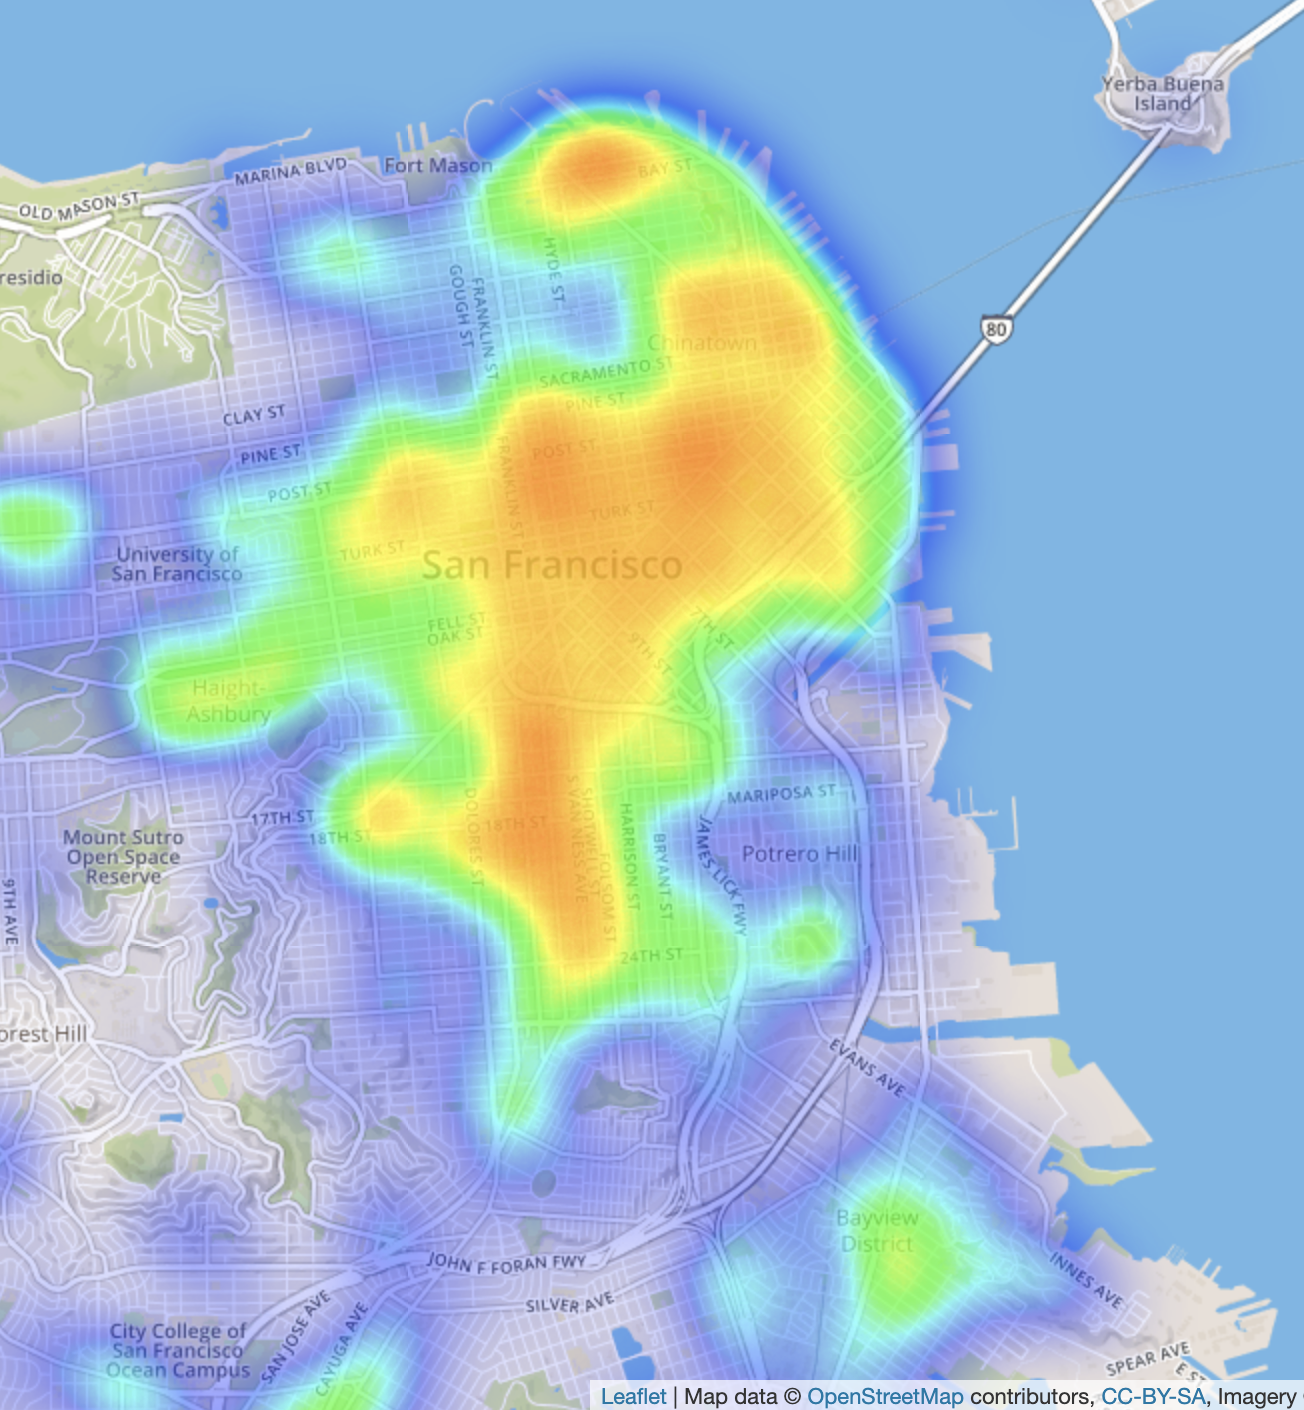 Yerba Buena
Island
Fort Mason
MARINA BLVD
BAY ST
OLD MASON ST
residio
HYDE ST
FRANKLIN ST
GOUGH ST
80
Chinatown
SACRAMENTO ST
PINE ST
CLAY ST
POST ST
PINE ST
FRANKLIN ST
POST ST
TURK ST
University of
San Francisco
TURK ST
San Francisco
FELL ST
OAK ST
7TH ST
9TH ST
Haight-
Ashbury
MARIPOSA ST
17TH ST
18TH ST
DOLORES ST
18TH ST
S VAN NESS AVE
SHOTWELL ST
FOLSOM ST
HARRISON ST
BRYANT ST
JAMES LICK FWY
Potrero Hill
Mount Sutro
Open Space
Reserve
9TH AVE
24TH ST
orest Hill
EVANS AVE
Bayview
District
JOHN F FORAN FWY
INNES AVE
SILVER AVE
SAN JOSE AVE
CAYUGA AVE
City College of
San Francisco
Ocean Campus
SPEAR AVE
E ST
Leaflet | Map data © OpenStreetMap contributors, CC-BY-SA, Imagery